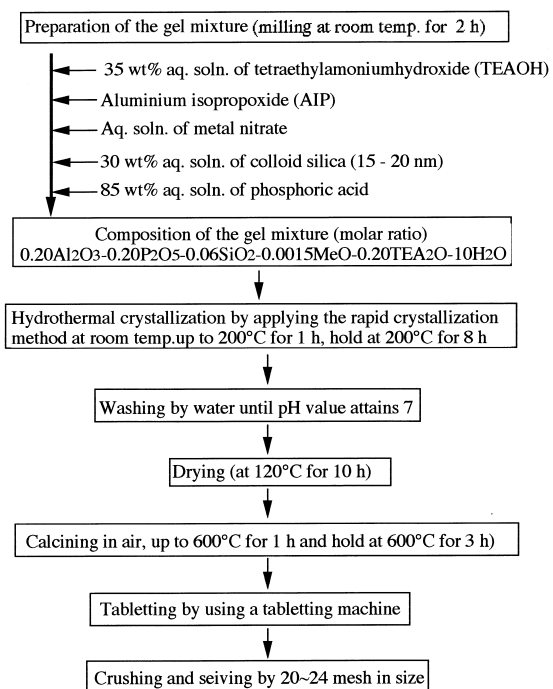 Preparation of the gel mixture (milling at room temp. for 2 h)
35 wt% aq. soln. of tetraethylamoniumhydroxide (TEAOH)
Aluminium isopropoxide (AIP)
Aq. soln. of metal nitrate
30 wt% aq. soln. of colloid silica (15 - 20 nm)
85 wt% aq. soln. of phosphoric acid
Composition of the gel mixture (molar ratio)
0.20Al2O3-0.20P2O5-0.06SiO2-0.0015MeO-0.20TEA2O-10H2O
Hydrothermal crystallization by applying the rapid crystallization
method at room temp.up to 200°C for 1 h, hold at 200°C for 8 h
Washing by water until pH value attains 7
Drying (at 120°C for 10 h)
Calcining in air, up to 600°C for 1 h and hold at 600°C for 3 h)
Tabletting by using a tabletting machine
Crushing and seiving by 20~24 mesh in size